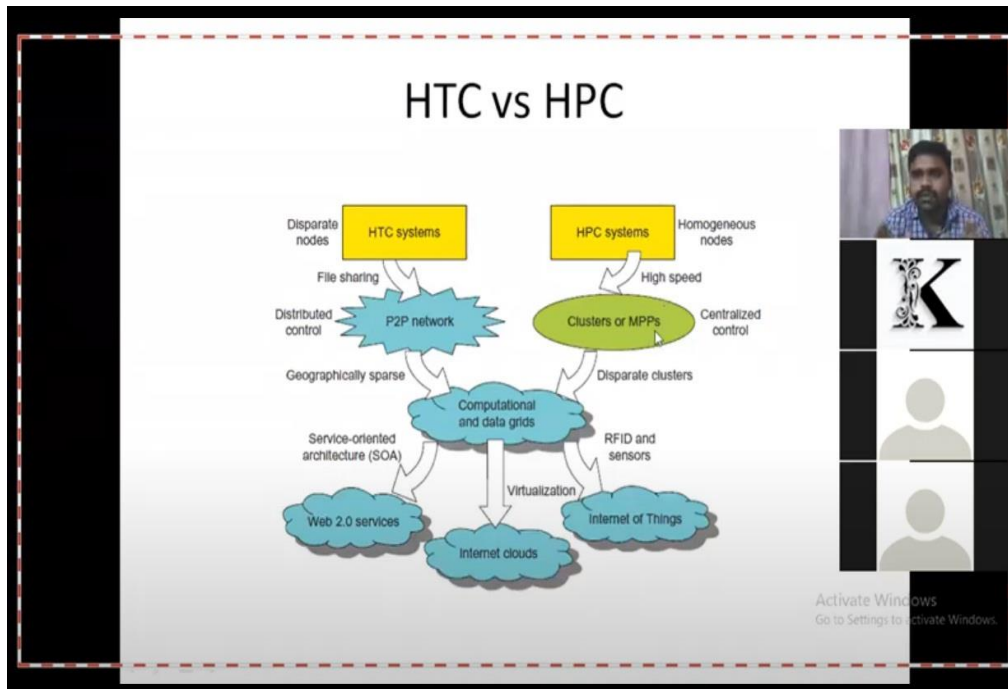 HTC vs HPC
Disparate
nodes
HTC systems
HPC systems
Homogeneous
nodes
File sharing
High speed
Distributed
control
P2P network
Clusters or MPPs
Centralized
control
Geographically sparse
Disparate clusters
Computational
and data grids
Service-oriented
architecture (SOA)
RFID and
sensors
Virtualization
Web 2.0 services
Internet clouds
Internet of Things
K
Activate Windows
Go to Settings to activate Windows.